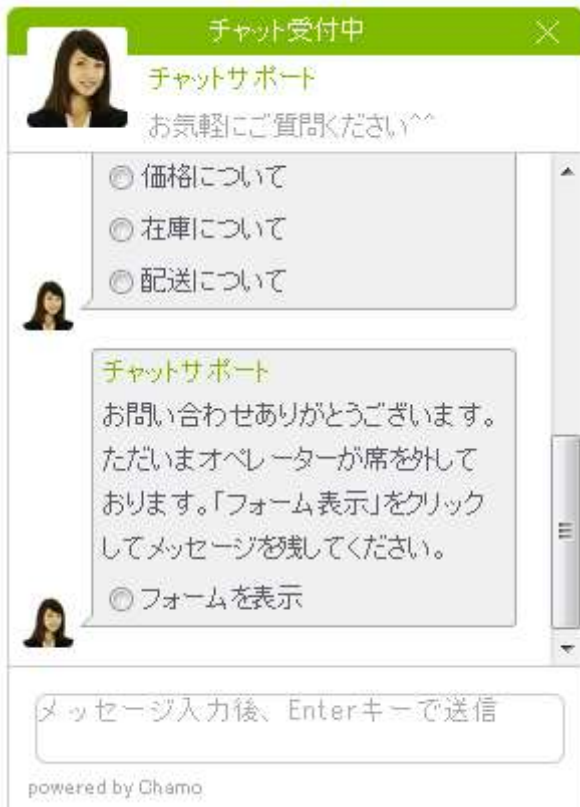 チャット受付中
チャットサポート
お気軽にご質問ください^^
価格について
在庫について
配送について
チャットサポート
お問い合わせありがとうございます。
ただいまオペレーターが席を外して
おります。「フォーム表示」をクリック
してメッセージを残してください。
フォームを表示
メッセージ入力後、Enterキーで送信
powered by Chamo